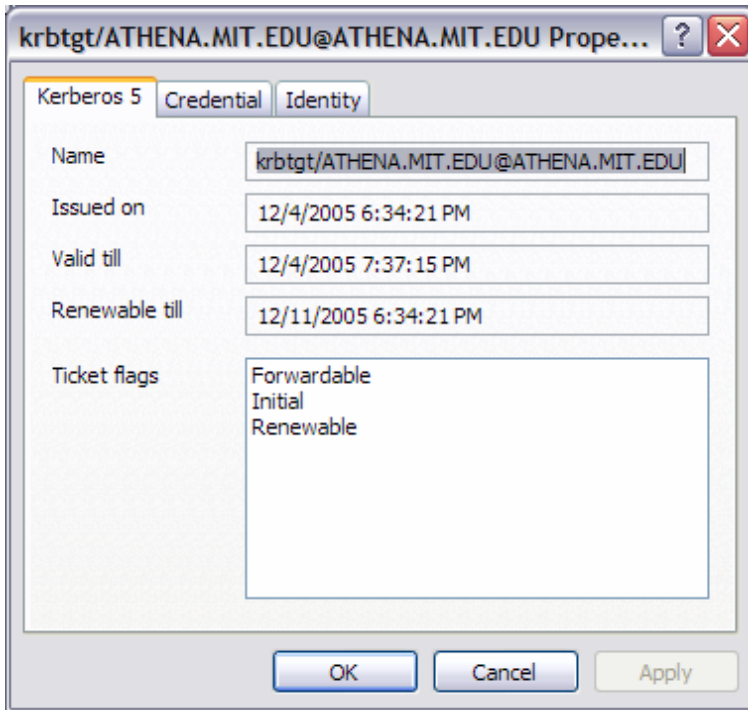 krbtgt/ATHENA.MIT.EDU@ATHENA.MIT.EDU Prope... ?
Kerberos 5 Credential Identity
Name krbtgt/ATHENA.MIT.EDU@ATHENA.MIT.EDU
Issued on 12/4/2005 6:34:21 PM
Valid till 12/4/2005 7:37:15 PM
Renewable till 12/11/2005 6:34:21 PM
Ticket flags Forwardable
Initial
Renewable
OK Cancel Apply